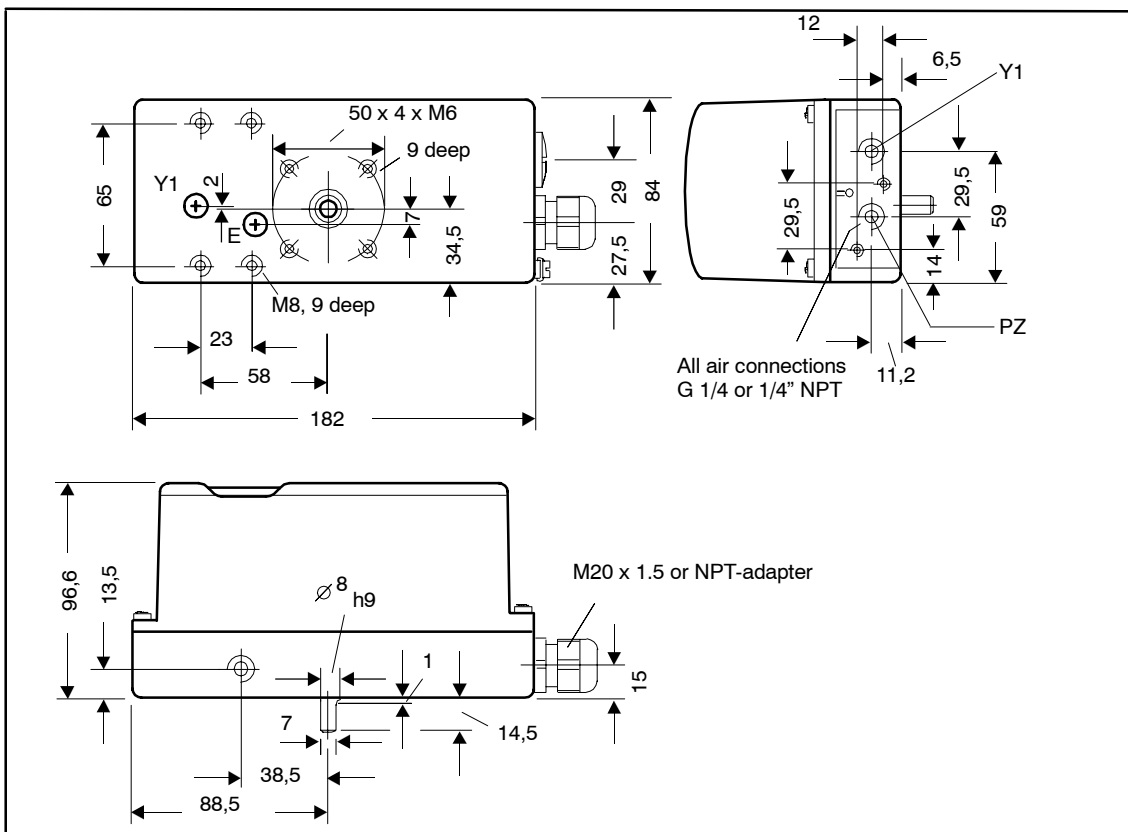 12
6,5
Y1
50 x 4 x M6
9 deep
65
Y1
2
E
7
34,5
29
27,5
84
29,5
29,5
59
14
M8, 9 deep
23
58
182
All air connections
G 1/4 or 1/4” NPT
11,2
PZ
96,6
13,5
⌀ 8
h9
M20 x 1.5 or NPT-adapter
1
15
7
14,5
38,5
88,5